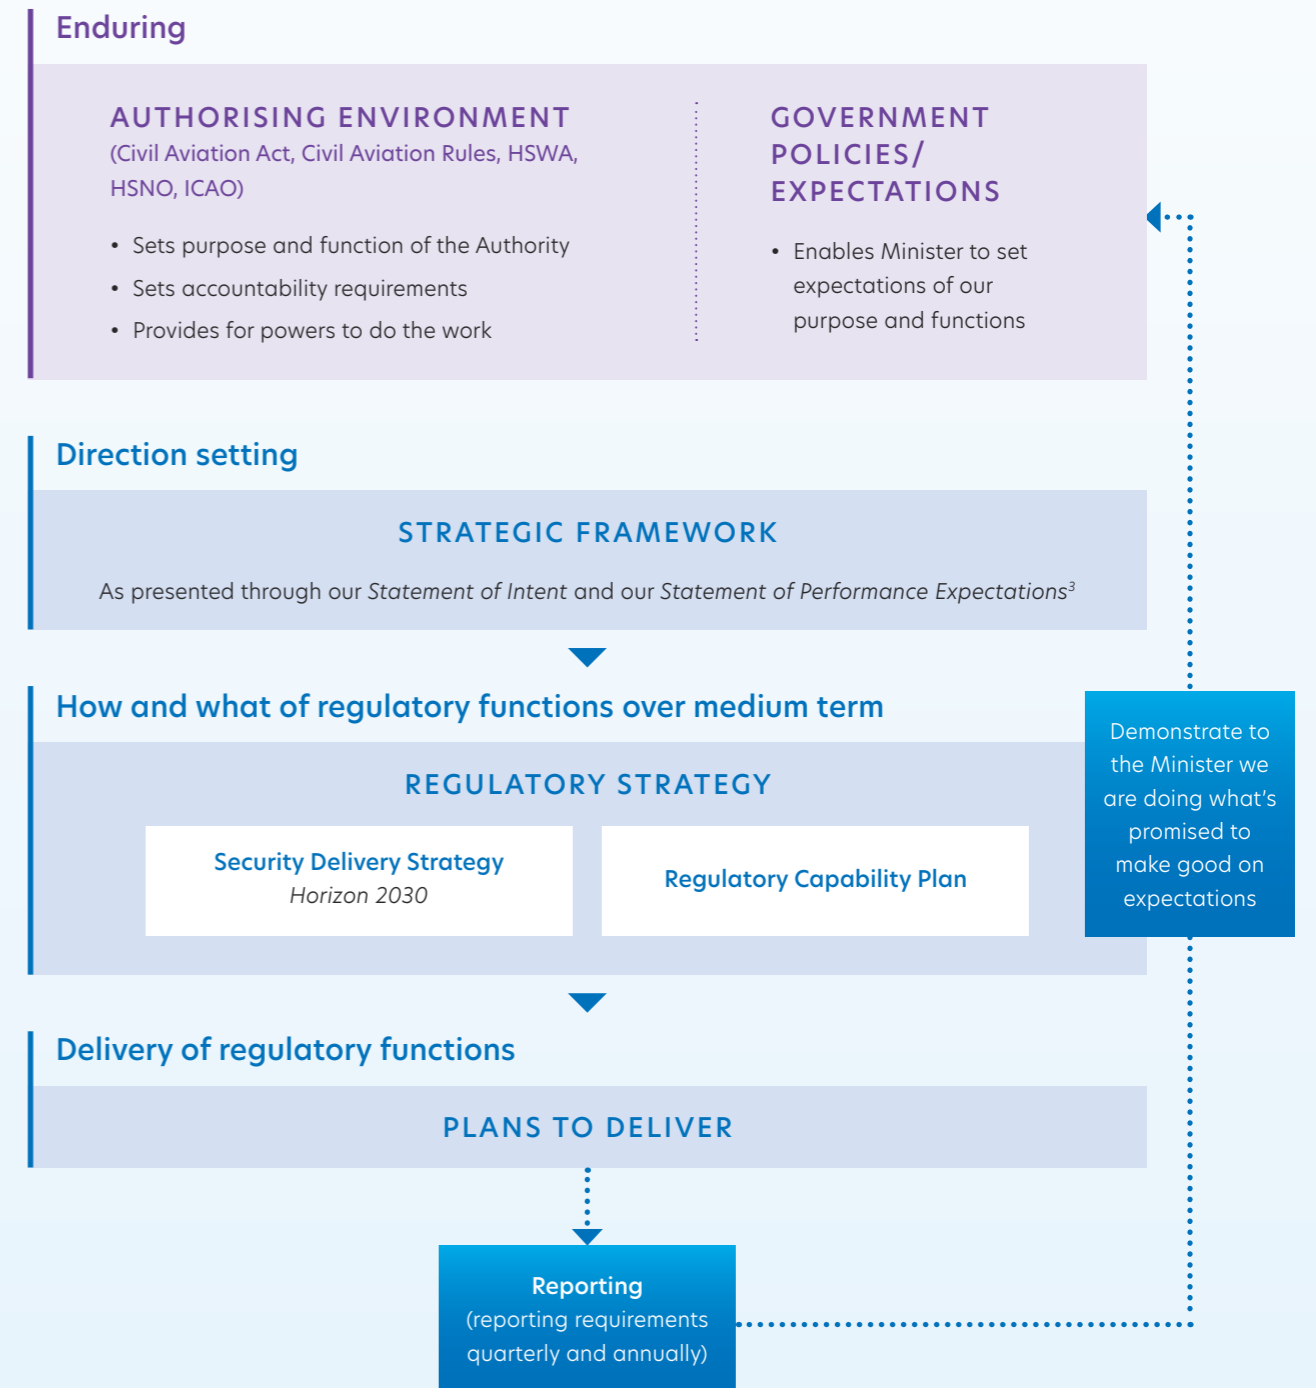 Enduring
AUTHORISING ENVIRONMENT
(Civil Aviation Act, Civil Aviation Rules, HSWA,
HSNO, ICAO)
• Sets purpose and function of the Authority
• Sets accountability requirements
• Provides for powers to do the work
GOVERNMENT
POLICIES/
EXPECTATIONS
• Enables Minister to set
expectations of our
purpose and functions
Direction setting
STRATEGIC FRAMEWORK
As presented through our Statement of Intent and our Statement of Performance Expectations³
How and what of regulatory functions over medium term
REGULATORY STRATEGY
Security Delivery Strategy
Horizon 2030
Regulatory Capability Plan
Demonstrate to
the Minister we
are doing what’s
promised to
make good on
expectations
Delivery of regulatory functions
PLANS TO DELIVER
Reporting
(reporting requirements
quarterly and annually)